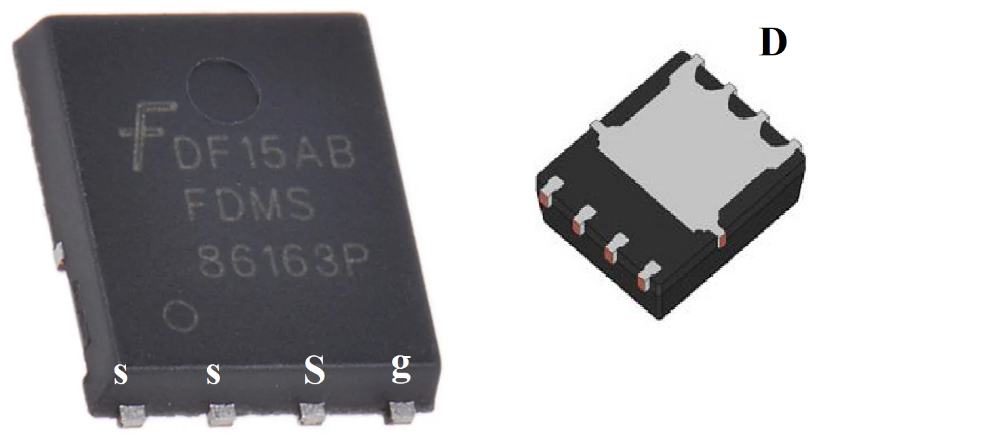 D
DF15AB
FDMS
86163P
s s S g